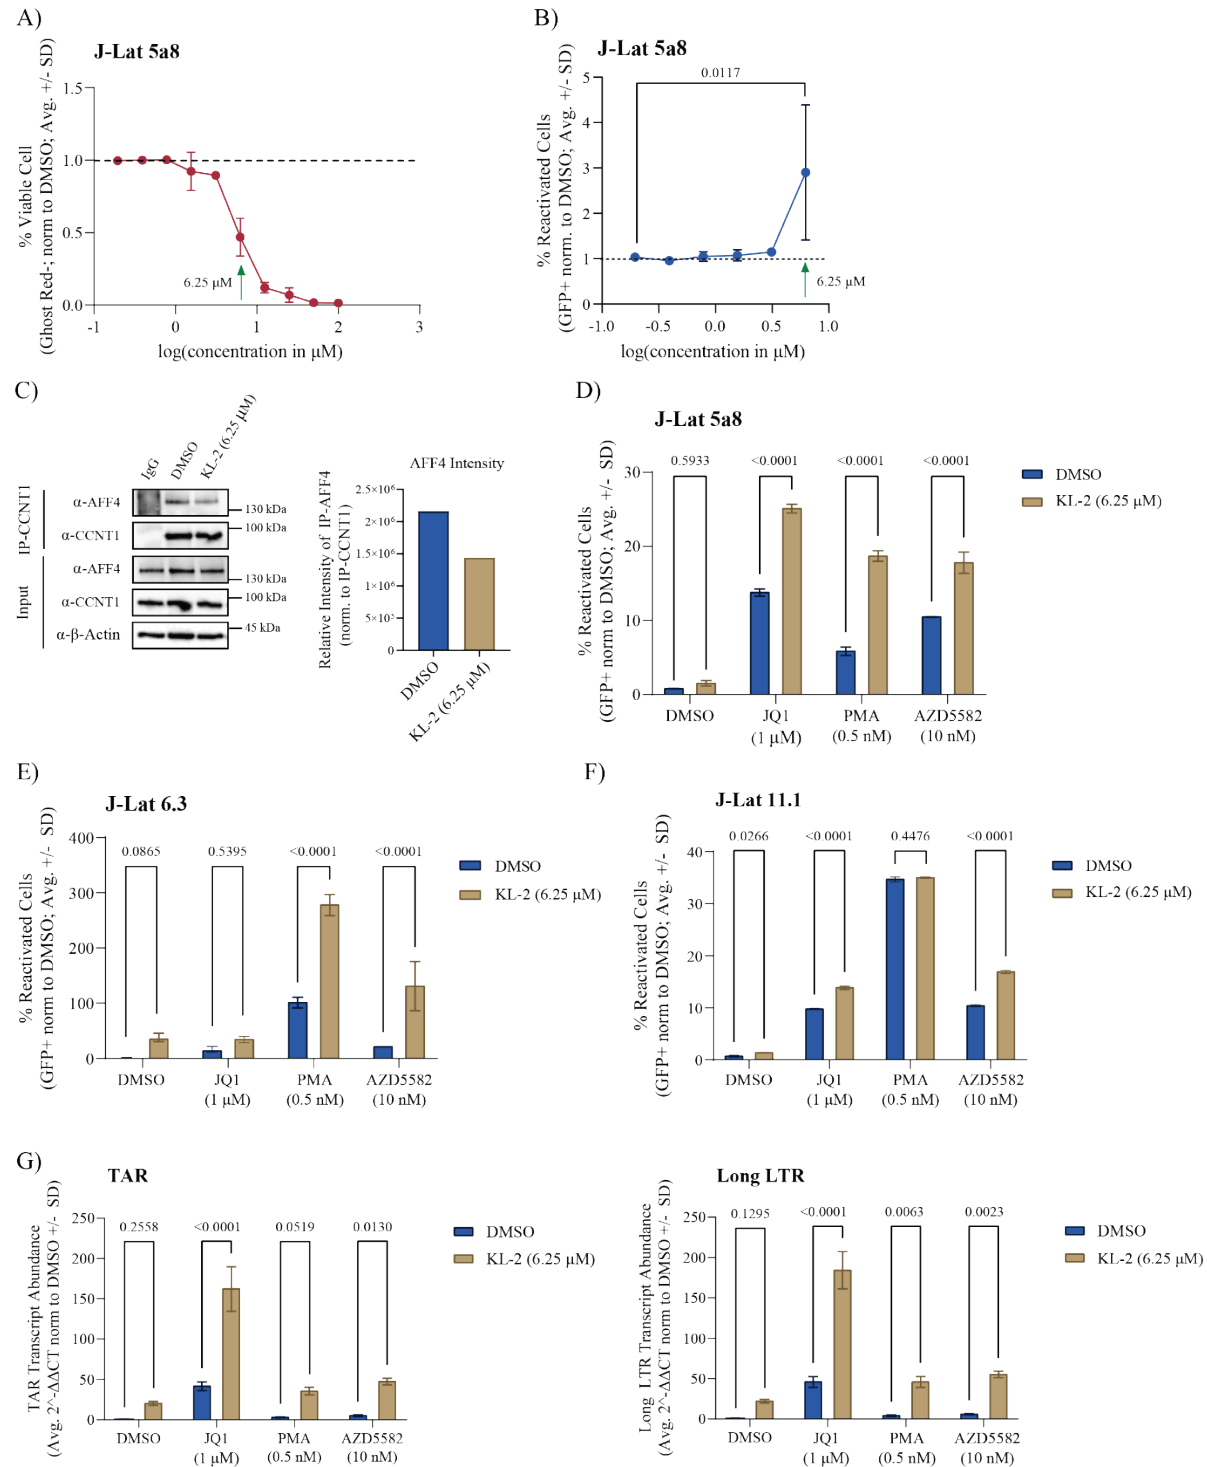 A)
J-Lat 5a8
% Viable Cell
(Ghost Red-; norm to DMSO; Avg. +/- SD)
1.5
1.0
0.5
0.0
6.25 µM
-1
0
1
2
3
log(concentration in µM)
B)
J-Lat 5a8
% Reactivated Cells
(GFP+ norm. to DMSO; Avg. +/- SD)
5
4
3
2
1
0
0.0117
6.25 µM
-1.0
-0.5
0.0
0.5
1.0
log(concentration in µM)
C)
IgG
DMSO
KL-2 (6.25 µM)
IP-CCNT1
α-AFF4
130 kDa
α-CCNT1
100 kDa
Input
α-AFF4
130 kDa
α-CCNT1
100 kDa
α-β-Actin
45 kDa
AFF4 Intensity
Relative Intensity of IP-AFF4
(norm. to IP-CCNT1)
2.5×10⁶
2×10⁶
1.5×10⁶
1×10⁶
5×10⁵
0
DMSO
KL-2 (6.25 µM)
D)
J-Lat 5a8
% Reactivated Cells
(GFP+ norm to DMSO; Avg. +/- SD)
30
20
10
0
0.5933
<0.0001
<0.0001
<0.0001
DMSO
KL-2 (6.25 µM)
DMSO
JQ1
(1 µM)
PMA
(0.5 nM)
AZD5582
(10 nM)
E)
J-Lat 6.3
% Reactivated Cells
(GFP+ norm to DMSO; Avg. +/- SD)
400
300
200
100
0
0.0865
0.5395
<0.0001
<0.0001
DMSO
KL-2 (6.25 µM)
DMSO
JQ1
(1 µM)
PMA
(0.5 nM)
AZD5582
(10 nM)
F)
J-Lat 11.1
% Reactivated Cells
(GFP+ norm to DMSO; Avg. +/- SD)
40
30
20
10
0
0.0266
<0.0001
0.4476
<0.0001
DMSO
KL-2 (6.25 µM)
DMSO
JQ1
(1 µM)
PMA
(0.5 nM)
AZD5582
(10 nM)
G)
TAR
TAR Transcript Abundance
(Avg. 2^-ΔΔCT norm to DMSO +/- SD)
250
200
150
100
50
0
0.2558
<0.0001
0.0519
0.0130
DMSO
KL-2 (6.25 µM)
DMSO
JQ1
(1 µM)
PMA
(0.5 nM)
AZD5582
(10 nM)
Long LTR
Long LTR Transcript Abundance
(Avg. 2^-ΔΔCT norm to DMSO +/- SD)
250
200
150
100
50
0
0.1295
<0.0001
0.0063
0.0023
DMSO
KL-2 (6.25 µM)
DMSO
JQ1
(1 µM)
PMA
(0.5 nM)
AZD5582
(10 nM)